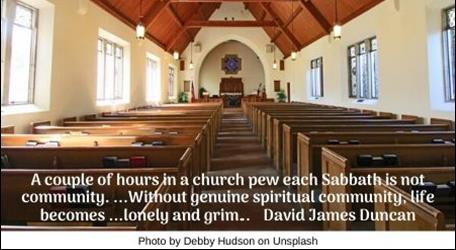 A couple of hours in a church pew each Sabbath is not
community. ...Without genuine spiritual community, life
becomes ...lonely and grim... David James Duncan
Photo by Debby Hudson on Unsplash